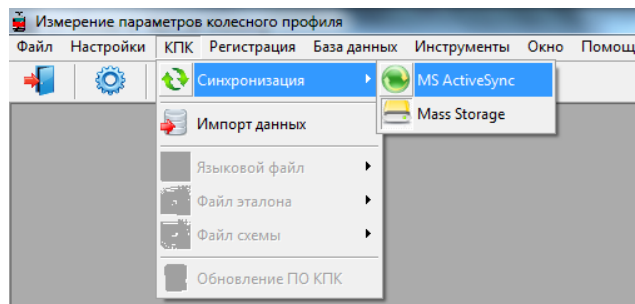 Измерение параметров колесного профиля
Файл Настройки КПК Регистрация База данных Инструменты Окно Помощ
Синхронизация MS ActiveSync
Mass Storage
Импорт данных
Языковой файл
Файл эталона
Файл схемы
Обновление ПО КПК